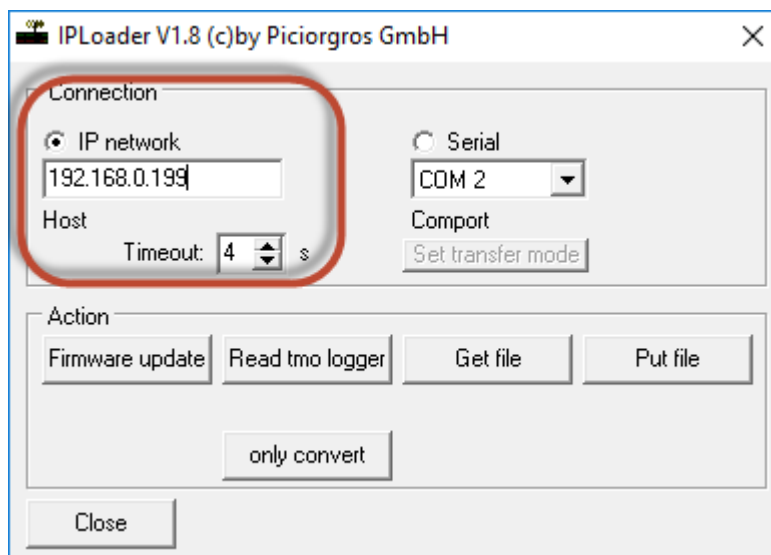 IPLoader V1.8 (c)by Piciorgros GmbH
Connection
IP network
Serial
192.168.0.199
COM 2
Host
Comport
Timeout: 4 s
Set transfer mode
Action
Firmware update Read tmo logger Get file Put file
only convert
Close